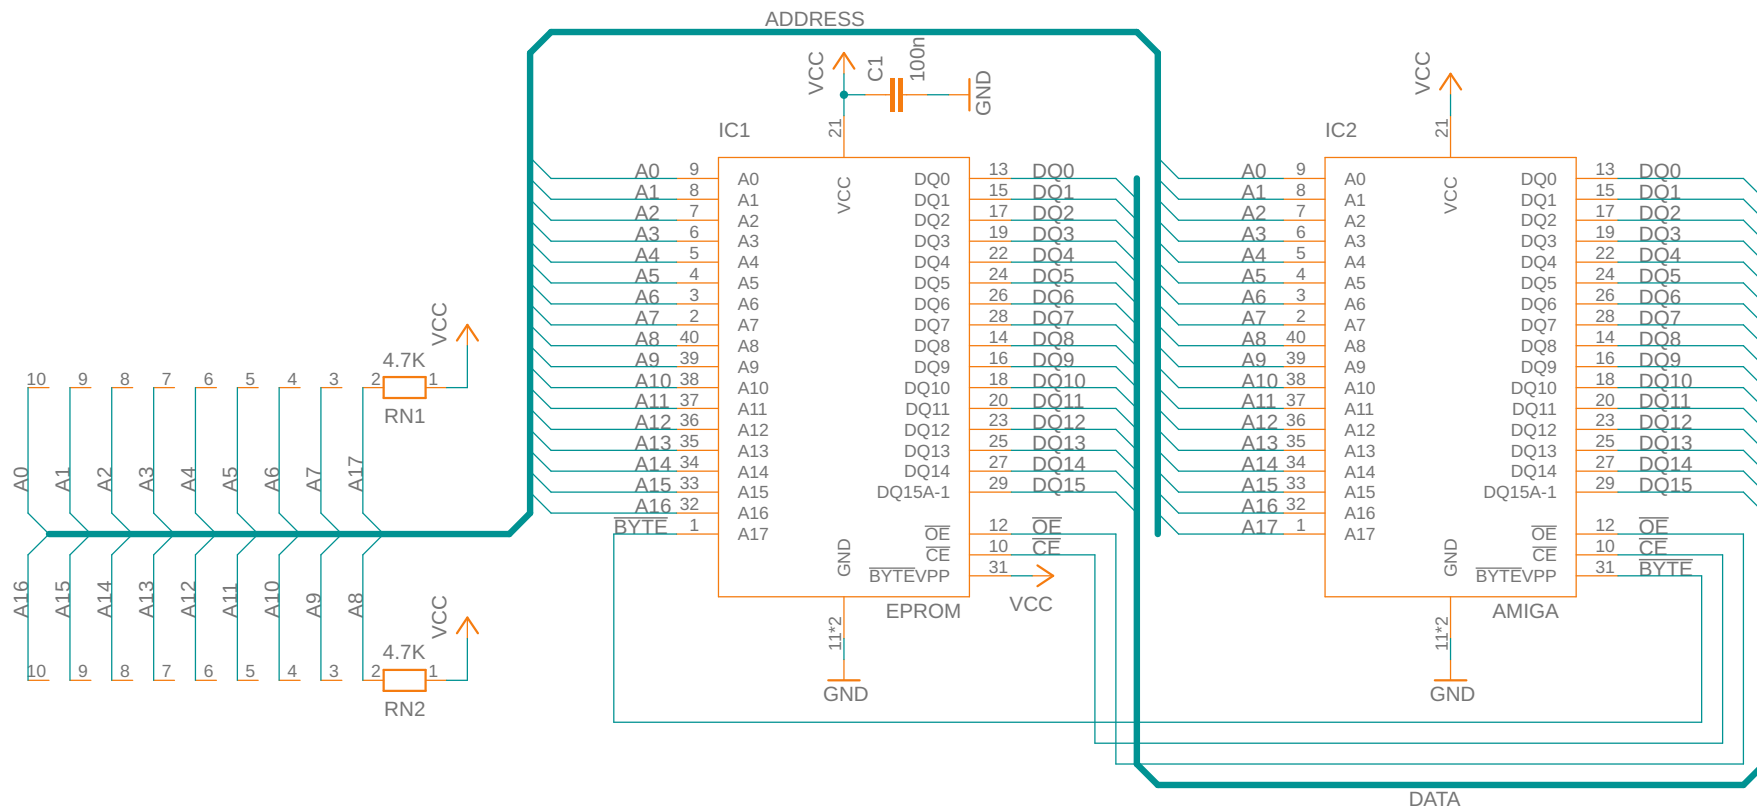 ADDRESS
VCC
C1
100n
GND
VCC
IC1
21
IC2
21
A0 9 A0 VCC DQ0 13 DQ0
A1 8 A1 DQ1 15 DQ1
A2 7 A2 DQ2 17 DQ2
A3 6 A3 DQ3 19 DQ3
A4 5 A4 DQ4 22 DQ4
A5 4 A5 DQ5 24 DQ5
A6 3 A6 DQ6 26 DQ6
A7 2 A7 DQ7 28 DQ7
A8 40 A8 DQ8 14 DQ8
A9 39 A9 DQ9 16 DQ9
A10 38 A10 DQ10 18 DQ10
A11 37 A11 DQ11 20 DQ11
A12 36 A12 DQ12 23 DQ12
A13 35 A13 DQ13 25 DQ13
A14 34 A14 DQ14 27 DQ14
A15 33 A15 DQ15A-1 29 DQ15
A16 32 A16
BYTE 1 A17 OE 12 OE
GND CE 10 CE
BYTEVPP 31
VCC
EPROM
11*2
GND
A0 9 A0 VCC DQ0 13 DQ0
A1 8 A1 DQ1 15 DQ1
A2 7 A2 DQ2 17 DQ2
A3 6 A3 DQ3 19 DQ3
A4 5 A4 DQ4 22 DQ4
A5 4 A5 DQ5 24 DQ5
A6 3 A6 DQ6 26 DQ6
A7 2 A7 DQ7 28 DQ7
A8 40 A8 DQ8 14 DQ8
A9 39 A9 DQ9 16 DQ9
A10 38 A10 DQ10 18 DQ10
A11 37 A11 DQ11 20 DQ11
A12 36 A12 DQ12 23 DQ12
A13 35 A13 DQ13 25 DQ13
A14 34 A14 DQ14 27 DQ14
A15 33 A15 DQ15A-1 29 DQ15
A16 32 A16
A17 1 A17 OE 12 OE
GND CE 10 CE
BYTEVPP 31 BYTE
AMIGA
11*2
GND
VCC
4.7K
10 9 8 7 6 5 4 3 2 1
RN1
A0 A1 A2 A3 A4 A5 A6 A7 A17
A16 A15 A14 A13 A12 A11 A10 A9 A8
VCC
4.7K
10 9 8 7 6 5 4 3 2 1
RN2
DATA